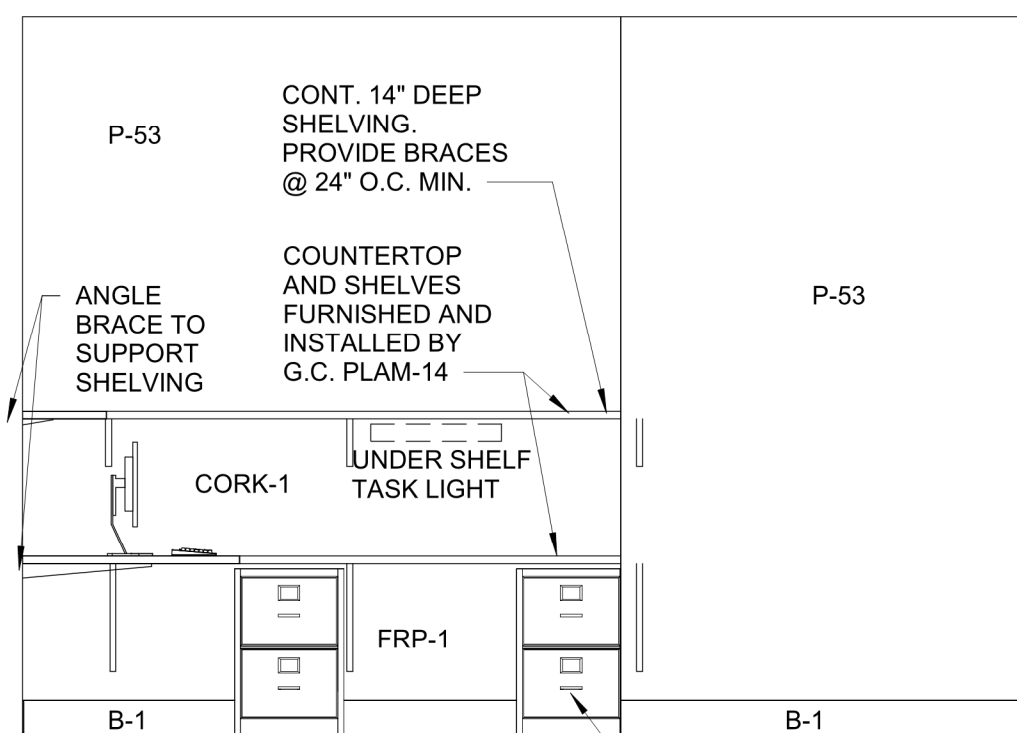 P-53
CONT. 14" DEEP
SHELVING.
PROVIDE BRACES
@ 24" O.C. MIN.
COUNTERTOP
AND SHELVES
FURNISHED AND
INSTALLED BY
G.C. PLAM-14
ANGLE
BRACE TO
SUPPORT
SHELVING
P-53
CORK-1
UNDER SHELF
TASK LIGHT
FRP-1
B-1
B-1